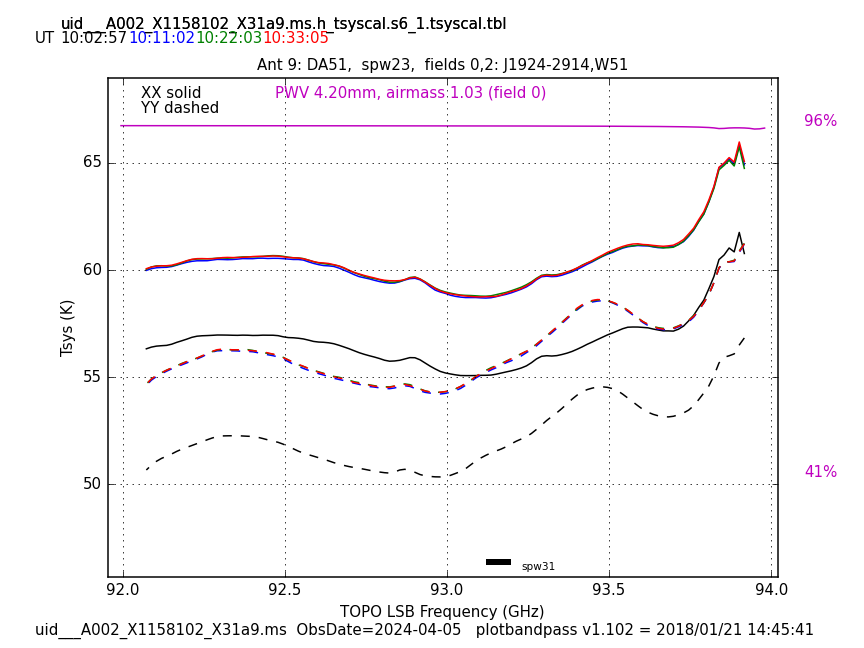 uid___A002_X1158102_X31a9.ms.h_tsyscal.s6_1.tsyscal.tbl
UT 10:02:57 10:11:02 10:22:03 10:33:05
Ant 9: DA51,  spw23,  fields 0,2: J1924-2914,W51
XX solid
PWV 4.20mm, airmass 1.03 (field 0)
YY dashed
96%
65
60
Tsys (K)
55
50
41%
spw31
92.0 92.5 93.0 93.5 94.0
TOPO LSB Frequency (GHz)
uid___A002_X1158102_X31a9.ms  ObsDate=2024-04-05   plotbandpass v1.102 = 2018/01/21 14:45:41